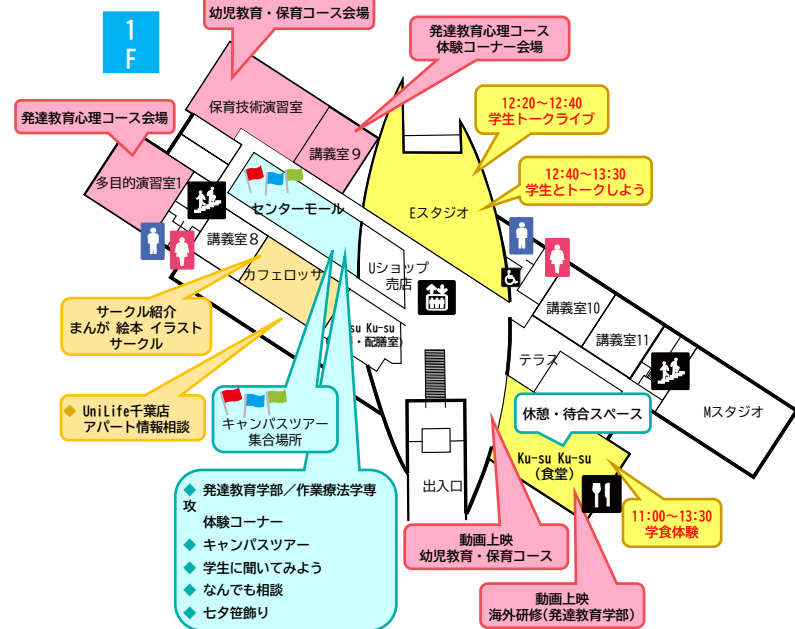 1
F
幼児教育・保育コース会場
発達教育心理コース
体験コーナー会場
発達教育心理コース会場
保育技術演習室
講義室9
多目的演習室1
12:20～12:40
学生トークライブ
12:40～13:30
学生とトークしよう
センターモール
Eスタジオ
講義室8
カフェロッサ
Uショップ
売店
su Ku-su
・配膳室)
講義室10
講義室11
テラス
Mスタジオ
サークル紹介
まんが 絵本 イラスト
サークル
◆ UniLife千葉店
アパート情報相談
キャンパスツアー
集合場所
休憩・待合スペース
Ku-su Ku-su
(食堂)
出入口
11:00～13:30
学食体験
◆ 発達教育学部／作業療法学専
攻
体験コーナー
◆ キャンパスツアー
◆ 学生に聞いてみよう
◆ なんでも相談
◆ 七夕笹飾り
動画上映
幼児教育・保育コース
動画上映
海外研修(発達教育学部)